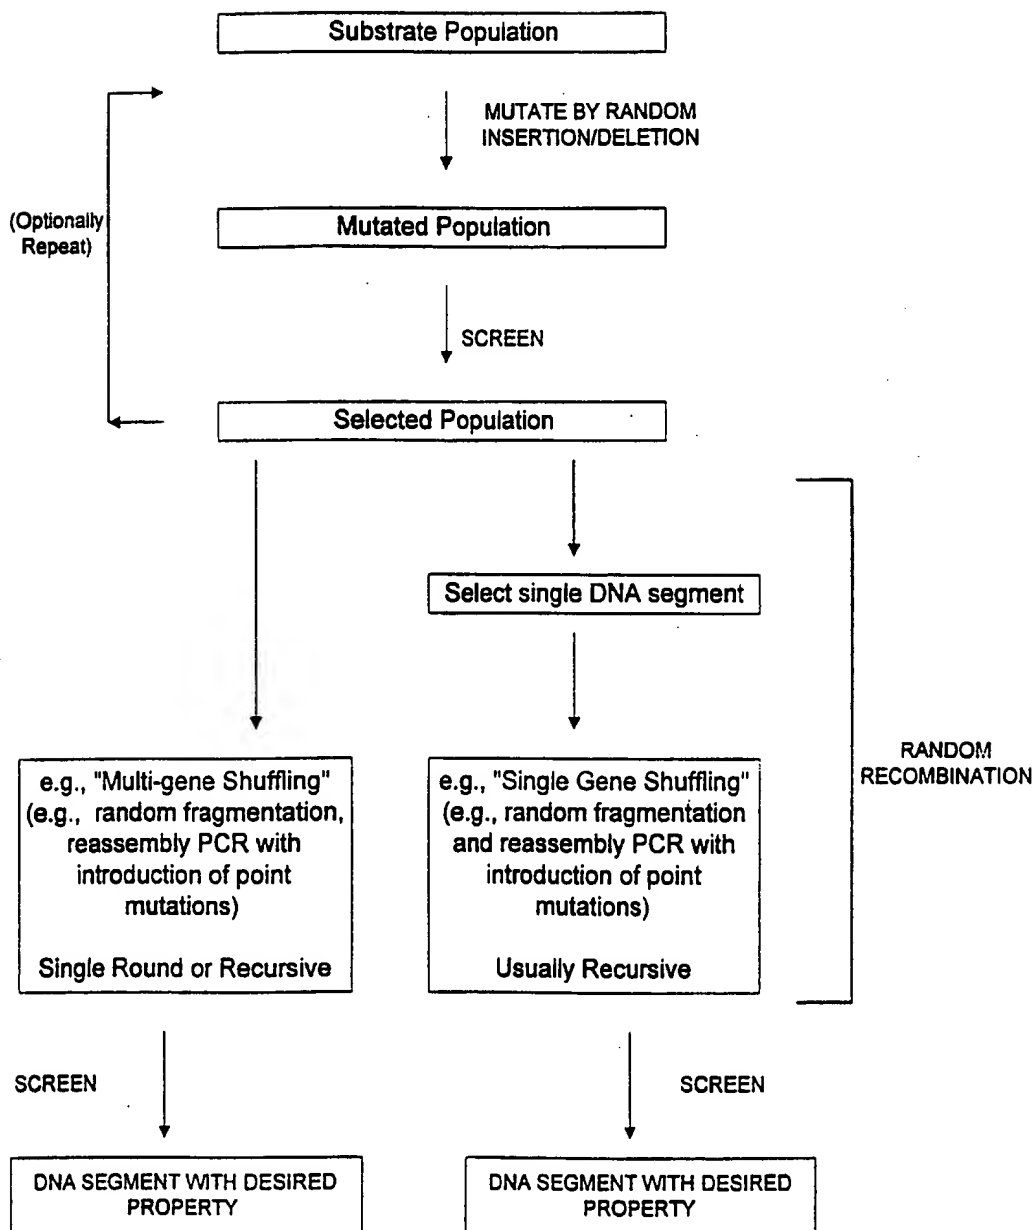 Substrate Population
MUTATE BY RANDOM
INSERTION/DELETION
(Optionally
Repeat)
Mutated Population
SCREEN
Selected Population
Select single DNA segment
e.g., "Multi-gene Shuffling"
(e.g., random fragmentation,
reassembly PCR with
introduction of point
mutations)
Single Round or Recursive
e.g., "Single Gene Shuffling"
(e.g., random fragmentation
and reassembly PCR with
introduction of point
mutations)
Usually Recursive
RANDOM
RECOMBINATION
SCREEN
SCREEN
DNA SEGMENT WITH DESIRED
PROPERTY
DNA SEGMENT WITH DESIRED
PROPERTY